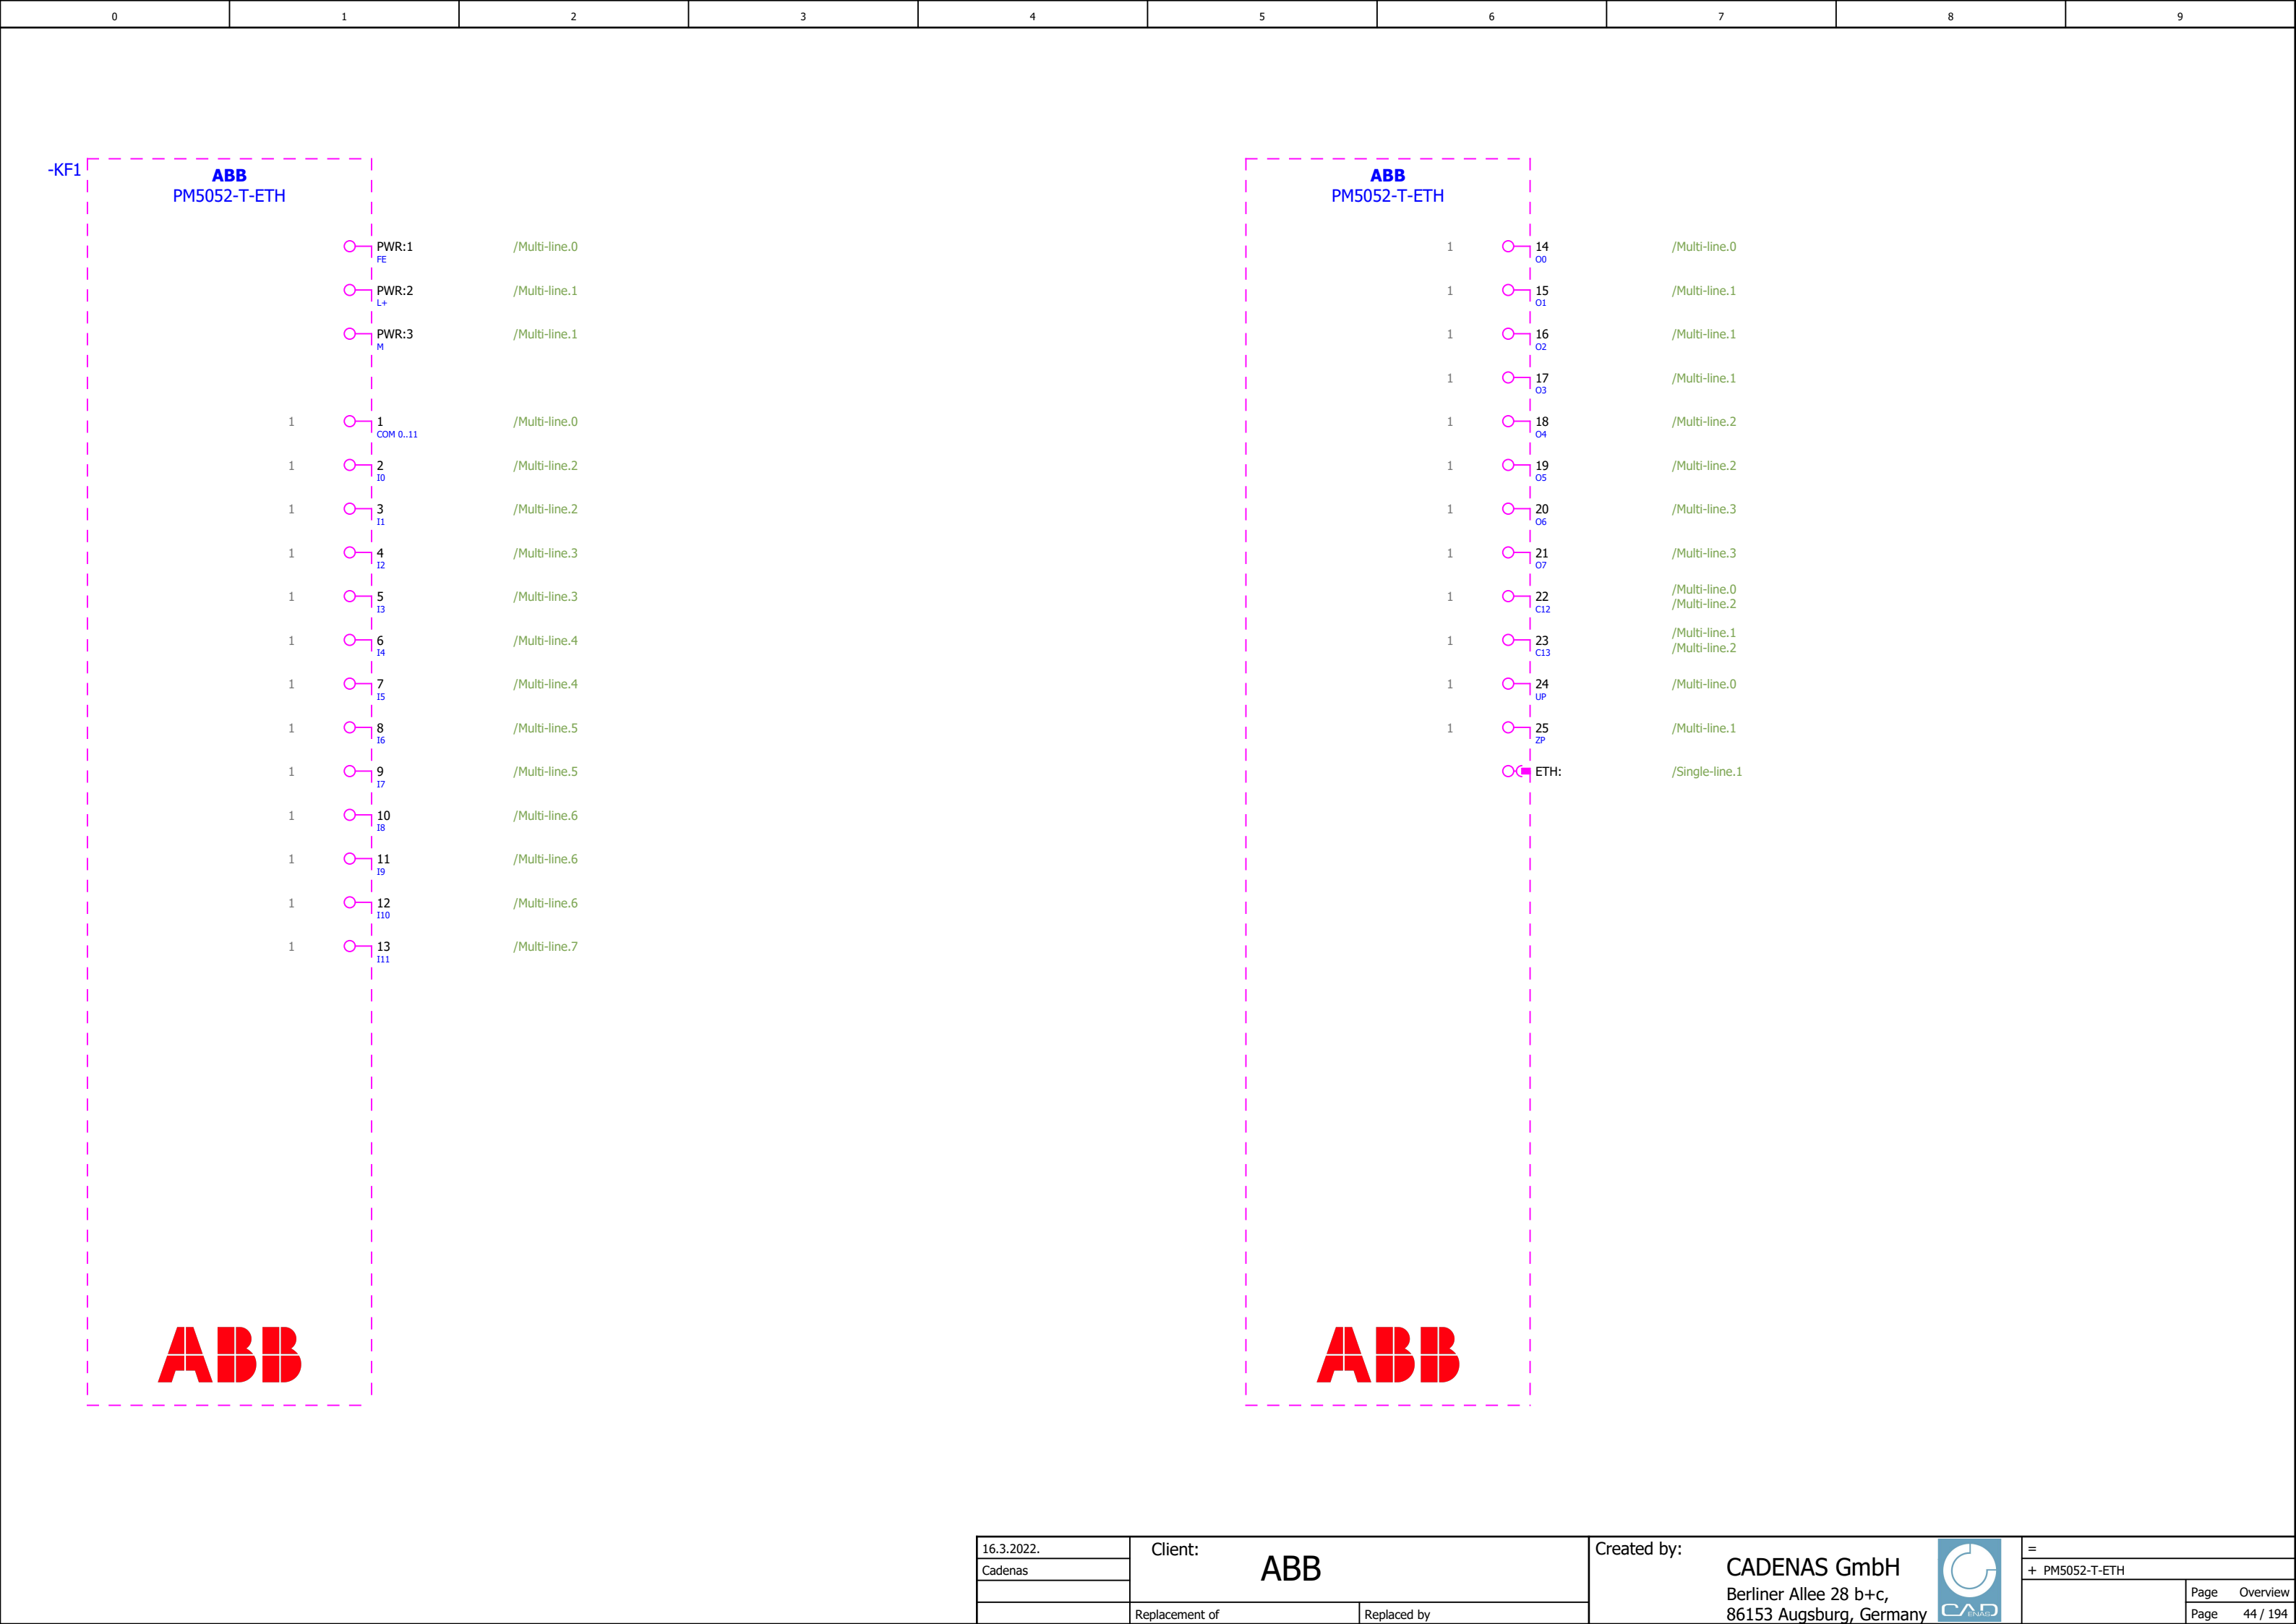 0 1 2 3 4 5 6 7 8 9
-KF1
ABB
PM5052-T-ETH
PWR:1 /Multi-line.0
FE
PWR:2 /Multi-line.1
L+
PWR:3 /Multi-line.1
M
1 1 /Multi-line.0
COM 0..11
1 2 /Multi-line.2
I0
1 3 /Multi-line.2
I1
1 4 /Multi-line.3
I2
1 5 /Multi-line.3
I3
1 6 /Multi-line.4
I4
1 7 /Multi-line.4
I5
1 8 /Multi-line.5
I6
1 9 /Multi-line.5
I7
1 10 /Multi-line.6
I8
1 11 /Multi-line.6
I9
1 12 /Multi-line.6
I10
1 13 /Multi-line.7
I11
ABB
ABB
PM5052-T-ETH
1 14 /Multi-line.0
O0
1 15 /Multi-line.1
O1
1 16 /Multi-line.1
O2
1 17 /Multi-line.1
O3
1 18 /Multi-line.2
O4
1 19 /Multi-line.2
O5
1 20 /Multi-line.3
O6
1 21 /Multi-line.3
O7
/Multi-line.0
1 22 /Multi-line.2
C12
/Multi-line.1
1 23 /Multi-line.2
C13
1 24 /Multi-line.0
UP
1 25 /Multi-line.1
ZP
ETH: /Single-line.1
ABB
16.3.2022.
Cadenas
Client:
ABB
Replacement of
Replaced by
Created by:
CADENAS GmbH
Berliner Allee 28 b+c,
86153 Augsburg, Germany
CAD
ENAS
=
+ PM5052-T-ETH
Page Overview
Page 44 / 194